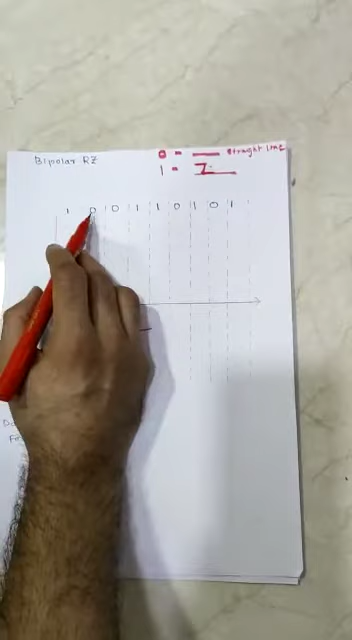 Bipolar RZ
0 = — straight line
1 =
1 0 0 1 1 0 1 0 1